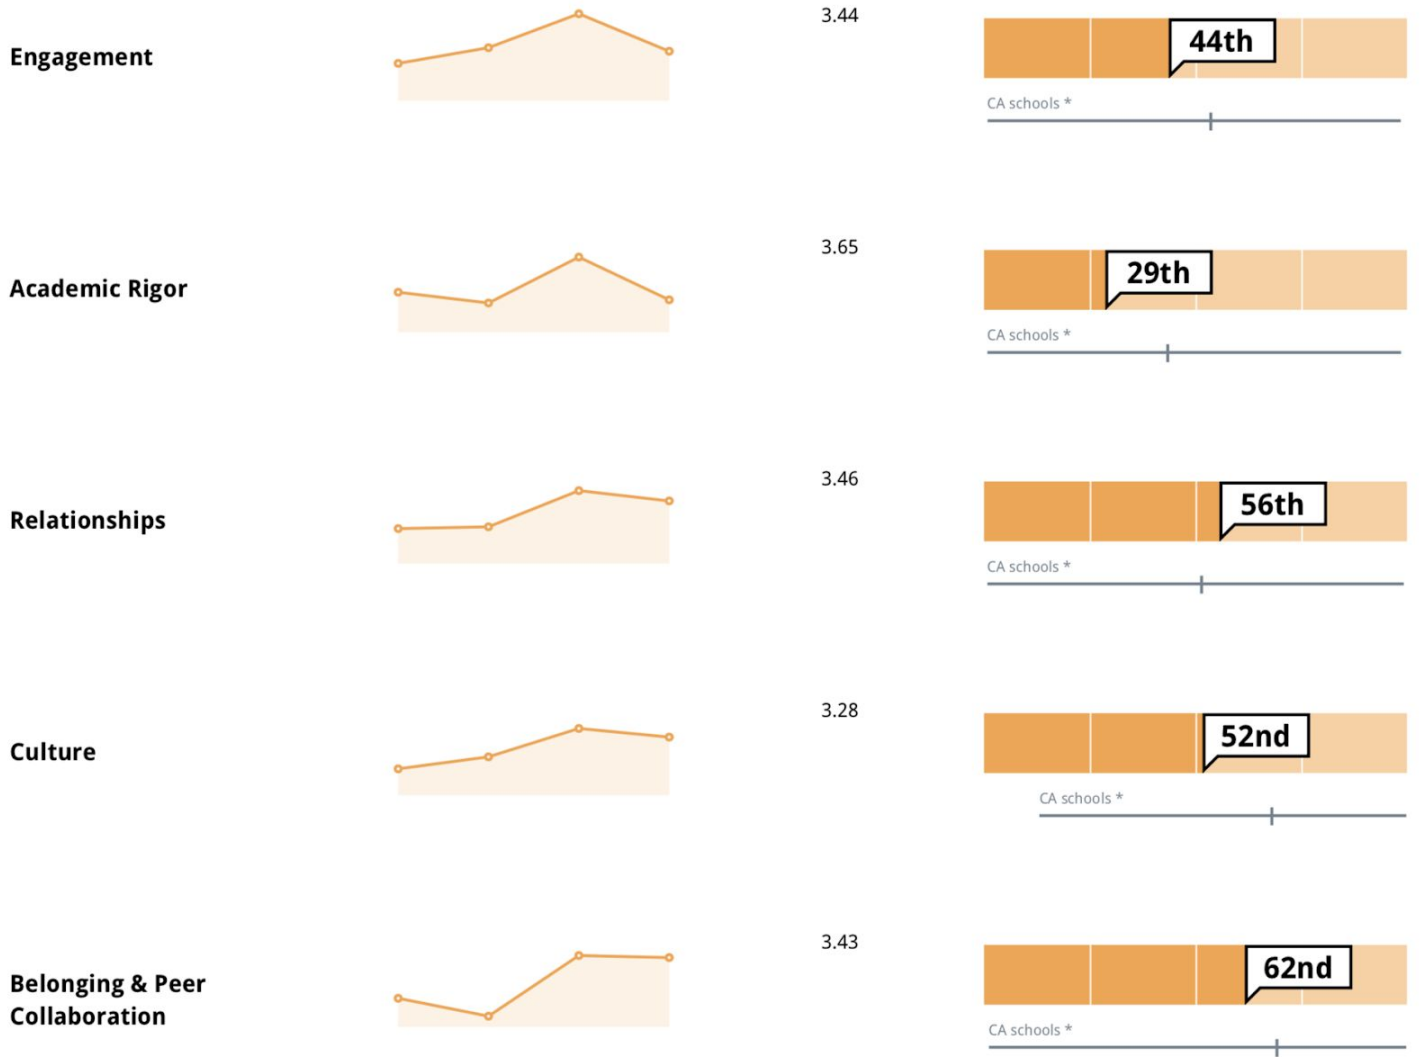 Engagement
3.44
44th
CA schools *
Academic Rigor
3.65
29th
CA schools *
Relationships
3.46
56th
CA schools *
Culture
3.28
52nd
CA schools *
Belonging & Peer
Collaboration
3.43
62nd
CA schools *